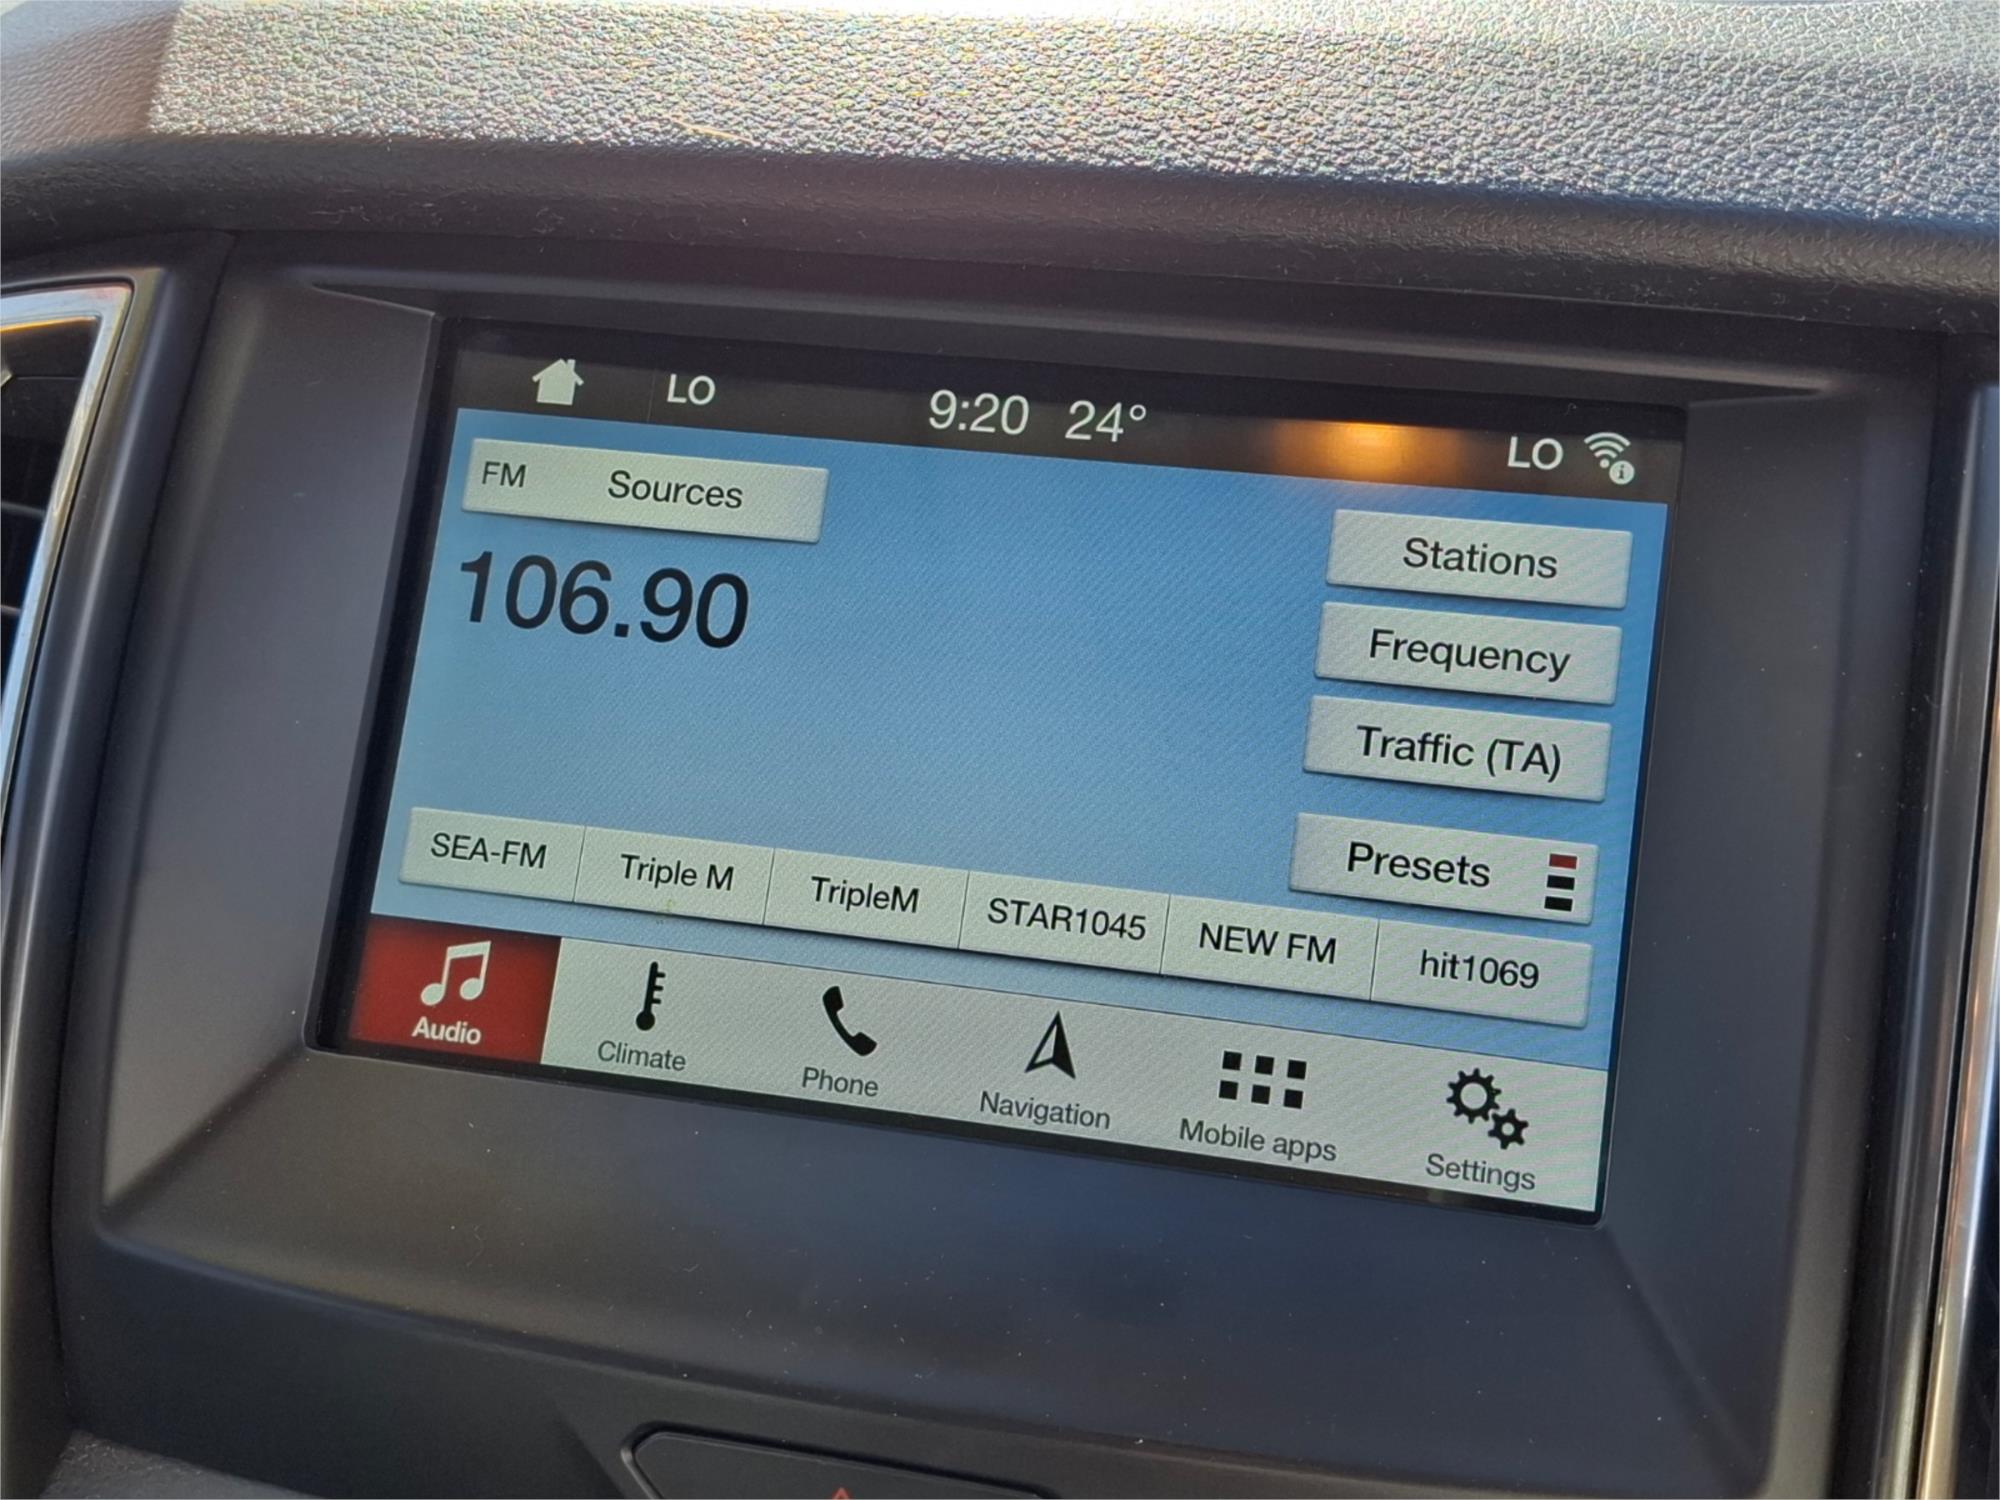 LO 9:20 24° LO
FM Sources
106.90
Stations
Frequency
Traffic (TA)
Presets
SEA-FM Triple M TripleM STAR1045 NEW FM hit1069
Audio Climate Phone Navigation Mobile apps Settings